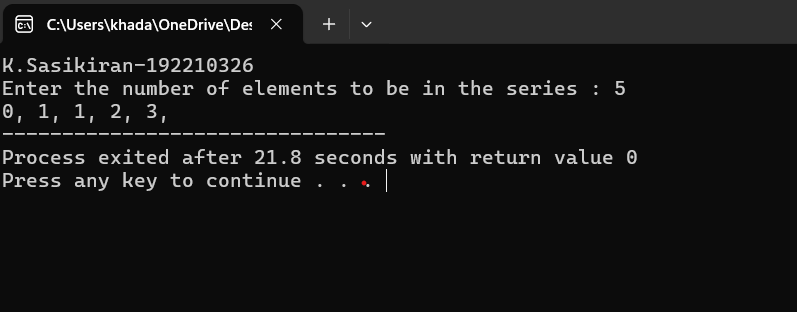 C:\Users\khada\OneDrive\Des
K.Sasikiran-192210326
Enter the number of elements to be in the series : 5
0, 1, 1, 2, 3,
--------------------------------
Process exited after 21.8 seconds with return value 0
Press any key to continue . . .